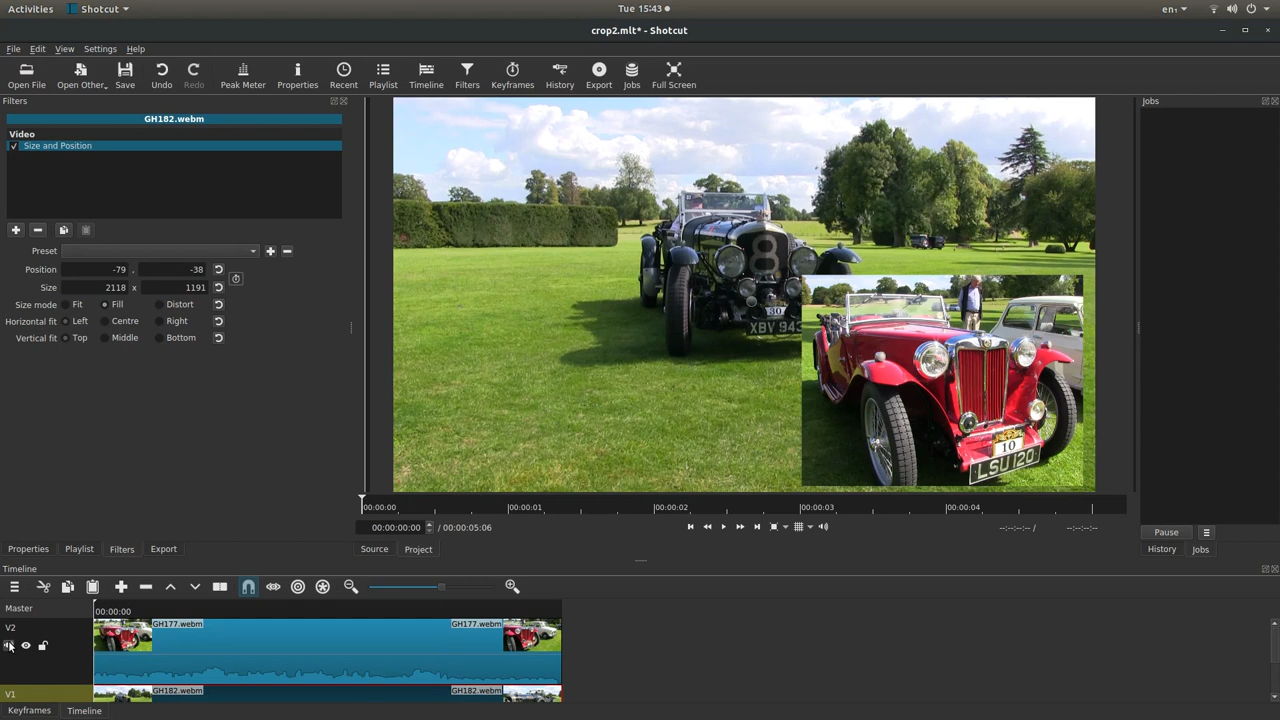 Activities
Shotcut
Tue 15:43
en₁
crop2.mlt* - Shotcut
File Edit View Settings Help
Open File Open Other.. Save Undo Redo Peak Meter Properties Recent Playlist Timeline Filters Keyframes History Export Jobs Full Screen
Filters
GH182.webm
Video
Size and Position
Preset
Position -79 , -38
Size 2118 x 1191
Size mode Fit Fill Distort
Horizontal fit Left Centre Right
Vertical fit Top Middle Bottom
Properties Playlist Filters Export
8
30
XBV 943
10
LSU 120
00:00:00 00:00:01 00:00:02 00:00:03 00:00:04
00:00:00:00 / 00:00:05:06
--:--:--:-- / --:--:--:--
Source Project
Jobs
Pause
History Jobs
Timeline
Master
00:00:00
V2
GH177.webm GH177.webm
V1
GH182.webm GH182.webm
Keyframes Timeline